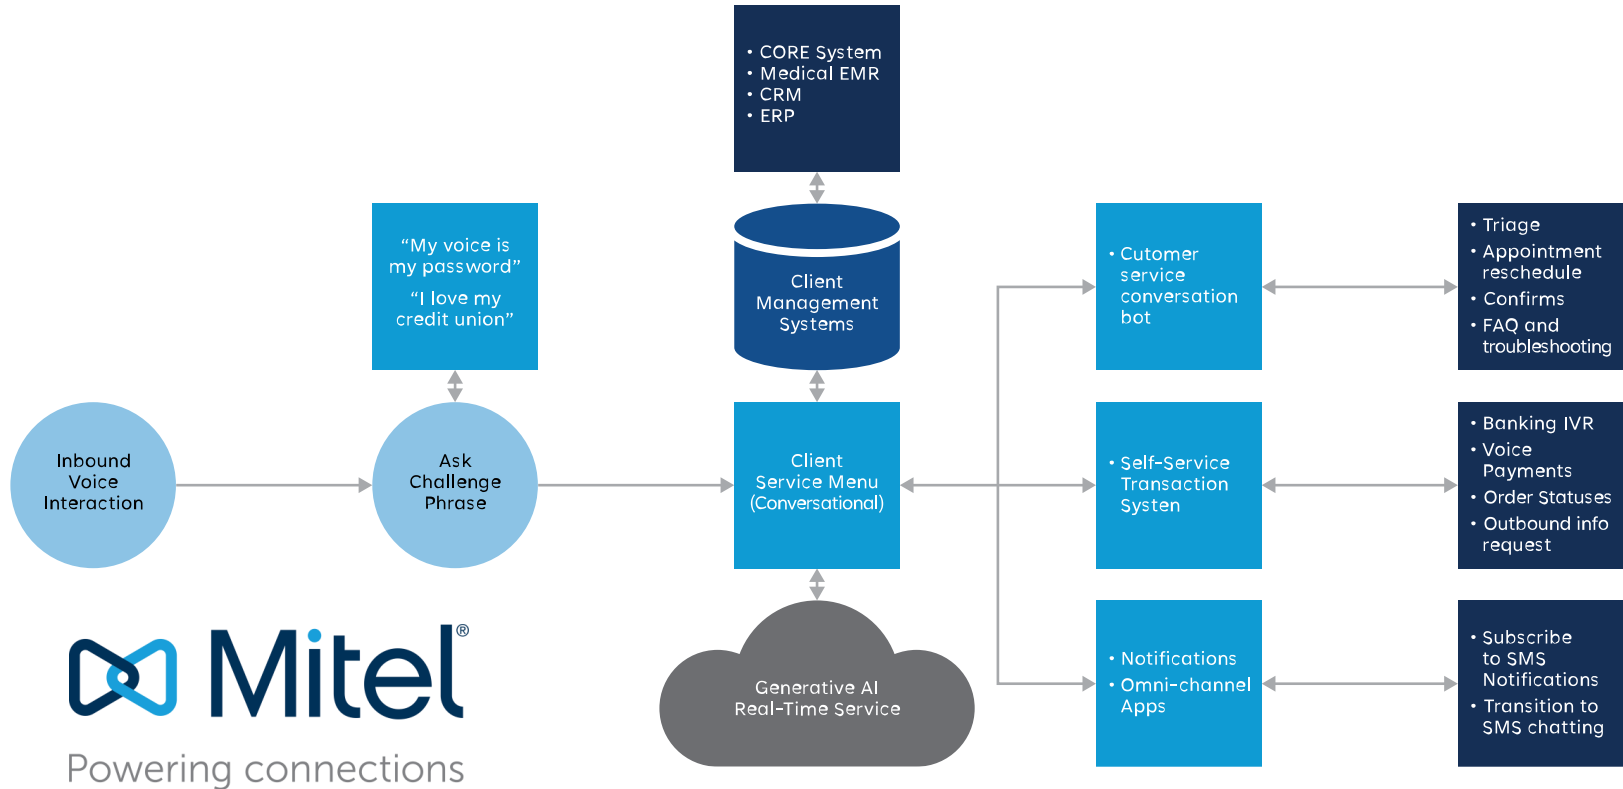 • CORE System
• Medical EMR
• CRM
• ERP
“My voice is
my password”
“I love my
credit union”
Client
Management
Systems
• Cutomer
service
conversation
bot
• Triage
• Appointment
reschedule
• Confirms
• FAQ and
troubleshooting
Inbound
Voice
Interaction
Ask
Challenge
Phrase
Client
Service Menu
(Conversational)
• Self-Service
Transaction
Systen
• Banking IVR
• Voice
Payments
• Order Statuses
• Outbound info
request
Generative AI
Real-Time Service
• Notifications
• Omni-channel
Apps
• Subscribe
to SMS
Notifications
• Transition to
SMS chatting
Mitel®
Powering connections